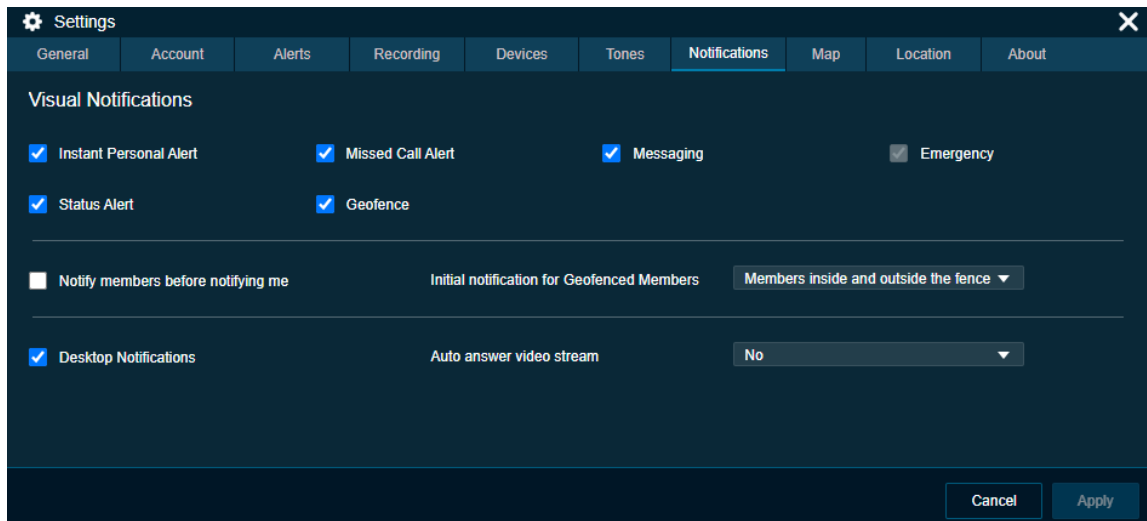 Settings
General Account Alerts Recording Devices Tones Notifications Map Location About
Visual Notifications
Instant Personal Alert Missed Call Alert Messaging Emergency
Status Alert Geofence
Notify members before notifying me Initial notification for Geofenced Members Members inside and outside the fence
Desktop Notifications Auto answer video stream No
Cancel Apply